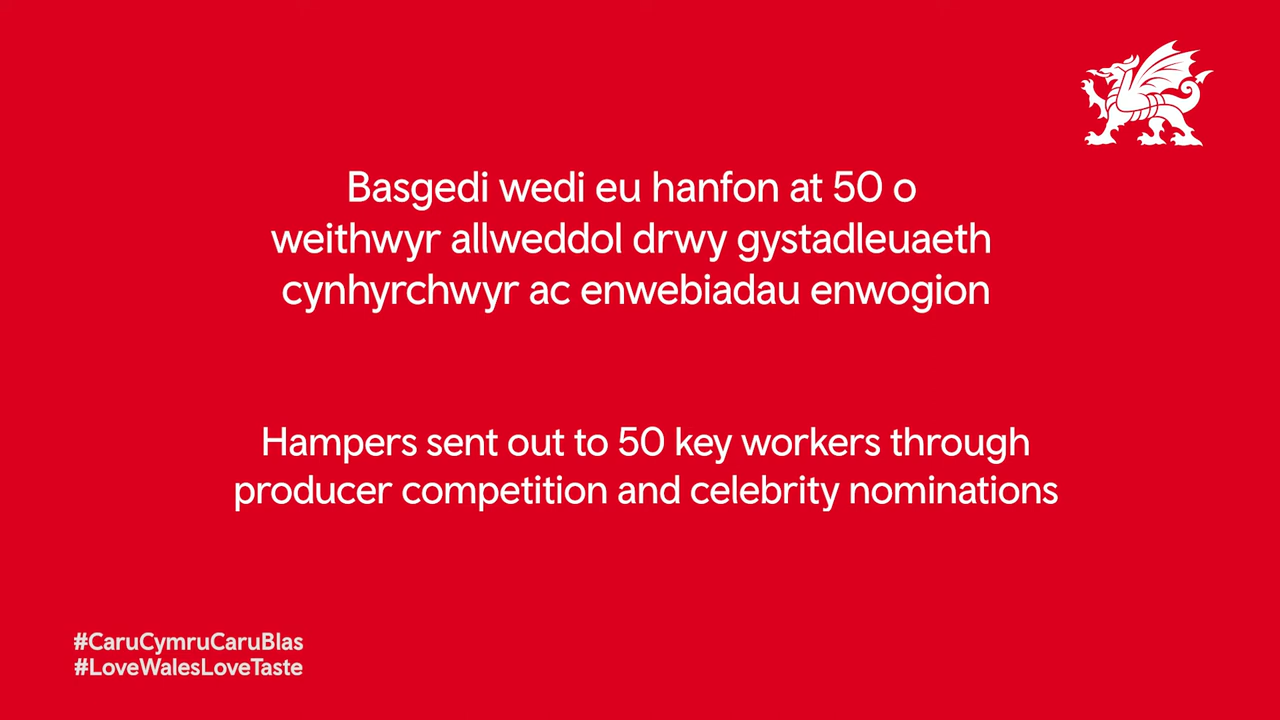 Basgedi wedi eu hanfon at 50 o
weithwyr allweddol drwy gystadleuaeth
cynhyrchwyr ac enwebiadau enwogion
Hampers sent out to 50 key workers through
producer competition and celebrity nominations
#CaruCymruCaruBlas
#LoveWalesLoveTaste